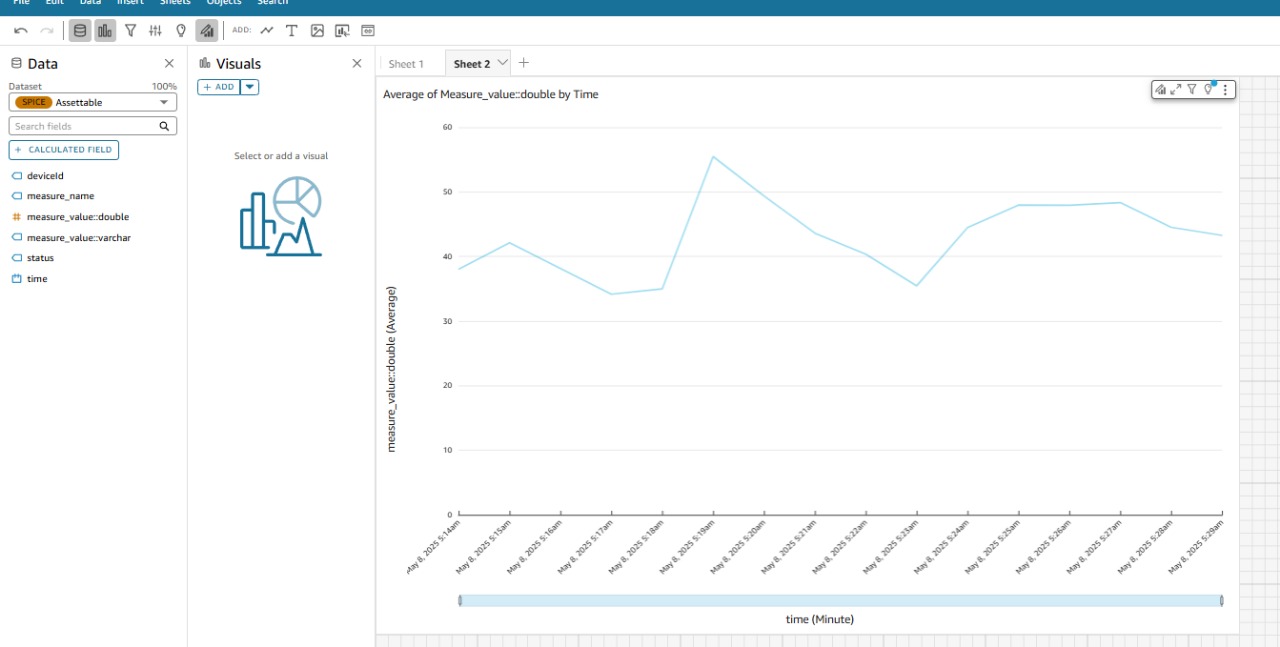 File Edit Data Insert Sheets Objects Search
ADD:
Data
Visuals
Sheet 1
Sheet 2
Dataset
100%
+ ADD
SPICE Assettable
Average of Measure_value::double by Time
Search fields
+ CALCULATED FIELD
Select or add a visual
deviceId
measure_name
measure_value::double
measure_value::varchar
status
time
60
50
40
30
20
10
0
measure_value::double (Average)
May 8, 2025 5:14am
May 8, 2025 5:15am
May 8, 2025 5:16am
May 8, 2025 5:17am
May 8, 2025 5:18am
May 8, 2025 5:19am
May 8, 2025 5:20am
May 8, 2025 5:21am
May 8, 2025 5:22am
May 8, 2025 5:23am
May 8, 2025 5:24am
May 8, 2025 5:25am
May 8, 2025 5:26am
May 8, 2025 5:27am
May 8, 2025 5:28am
May 8, 2025 5:29am
time (Minute)